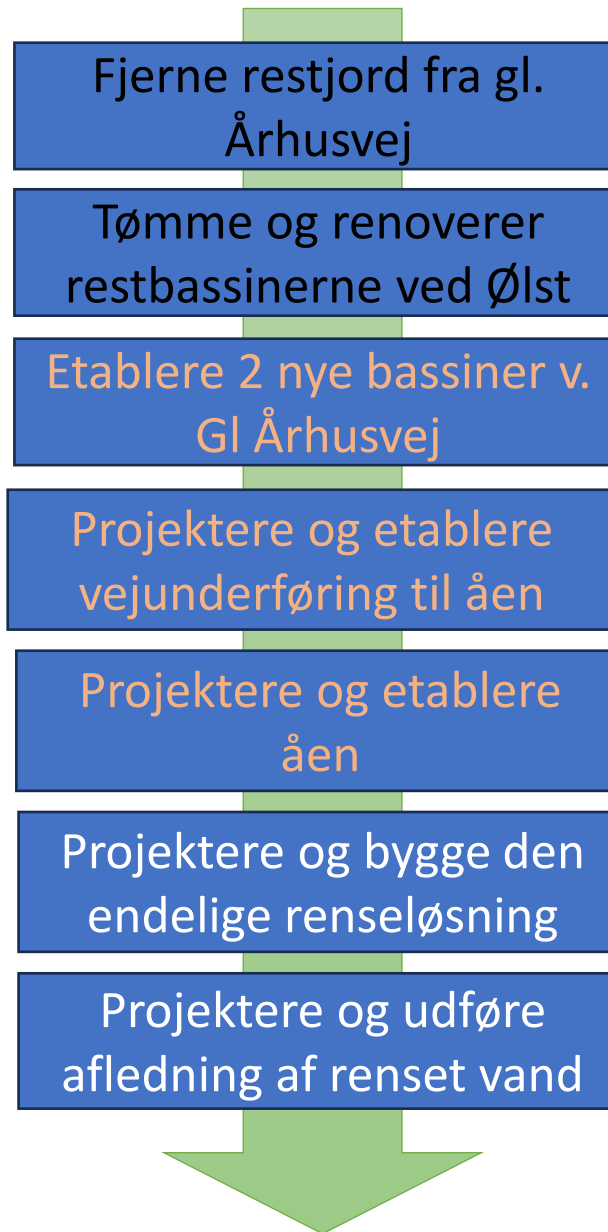 Fjerne restjord fra gl.
Århusvej
Tømme og renoverer
restbassinerne ved Ølst
Etablere 2 nye bassiner v.
Gl Århusvej
Projektere og etablere
vejunderføring til åen
Projektere og etablere
åen
Projektere og bygge den
endelige renseløsning
Projektere og udføre
afledning af renset vand